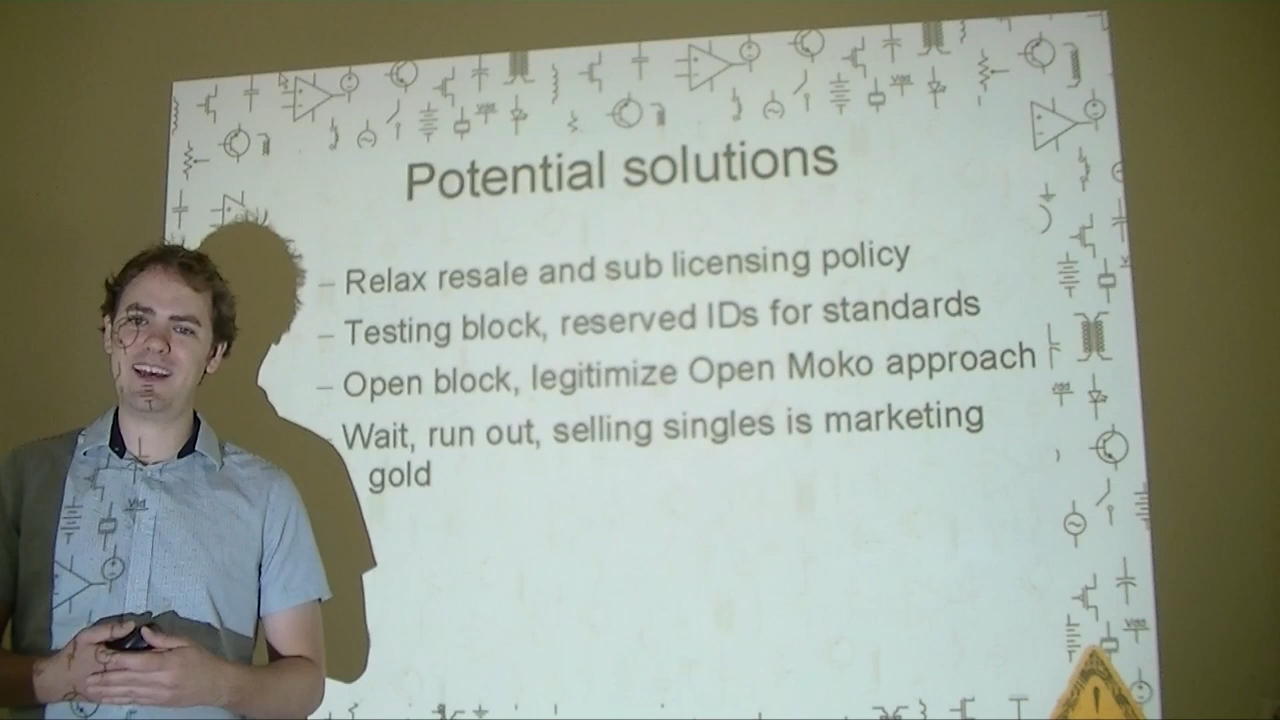 Potential solutions
– Relax resale and sub licensing policy
– Testing block, reserved IDs for standards
– Open block, legitimize Open Moko approach
– Wait, run out, selling singles is marketing
gold